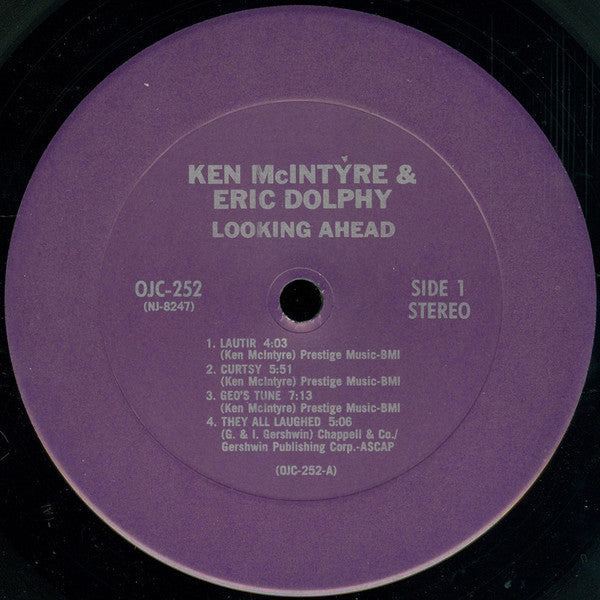 KEN McINTYRE &
ERIC DOLPHY
LOOKING AHEAD
OJC-252
(NJ-8247)
SIDE 1
STEREO
1. LAUTIR 4:03
(Ken McIntyre) Prestige Music-BMI
2. CURTSY 5:51
(Ken McIntyre) Prestige Music-BMI
3. GEO'S TUNE 7:13
(Ken McIntyre) Prestige Music-BMI
4. THEY ALL LAUGHED 5:06
(G. & I. Gershwin) Chappell & Co./
Gershwin Publishing Corp.-ASCAP
(OJC-252-A)